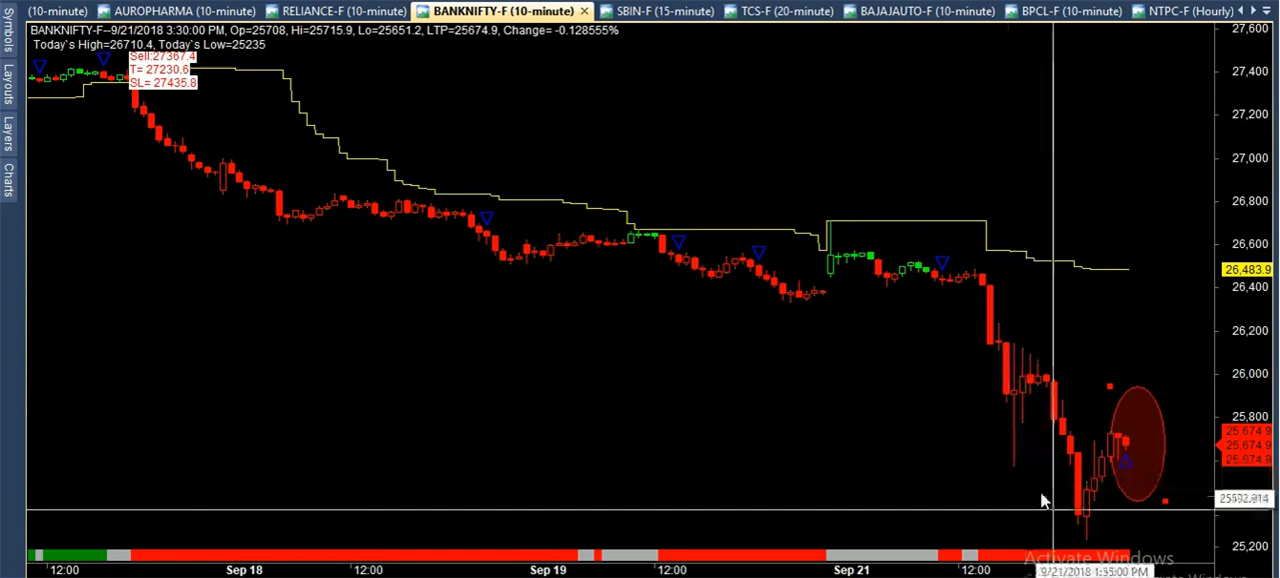 (10-minute) AUROPHARMA (10-minute) RELIANCE-F (10-minute) BANKNIFTY-F (10-minute) SBIN-F (15-minute) TCS-F (20-minute) BAJAJAUTO-F (10-minute) BPCL-F (10-minute) NTPC-F (Hourly)
Symbols
Layouts
Layers
Charts
BANKNIFTY-F--9/21/2018 3:30:00 PM, Op=25708, Hi=25715.9, Lo=25651.2, LTP=25674.9, Change= -0.128555%
Today`s High=26710.4, Today`s Low=25235
Sell:27367.4
T= 27230.6
SL= 27435.8
27,600
27,400
27,200
27,000
26,800
26,600
26,483.9
26,400
26,200
26,000
25,800
25,674.9
25,674.9
25,674.9
25,200
Activate Windows
12:00 Sep 18 12:00 Sep 19 12:00 Sep 21 12:00 9/21/2018 1:55:00 PM